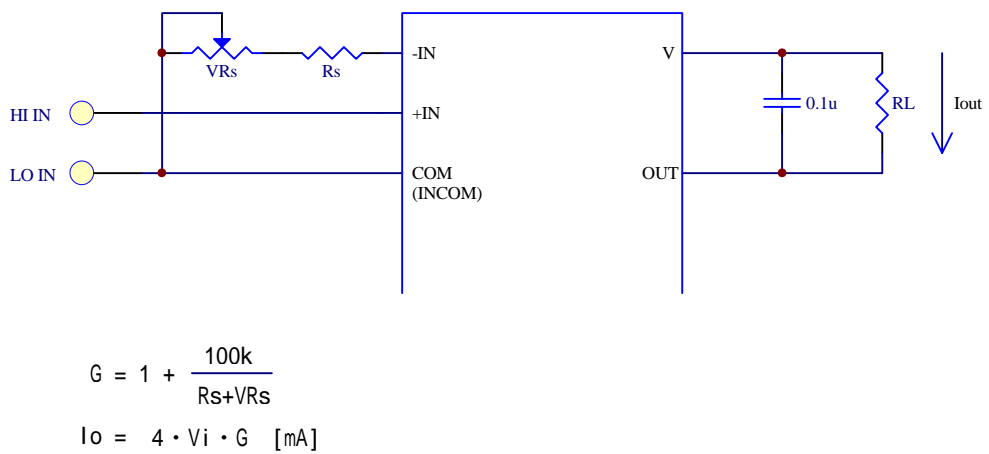 -IN
V
VRs
Rs
HI IN
+IN
0.1u
RL
Iout
LO IN
COM
(INCOM)
OUT
G = 1 + 100k
Rs+VRs
Io = 4・Vi・G [mA]